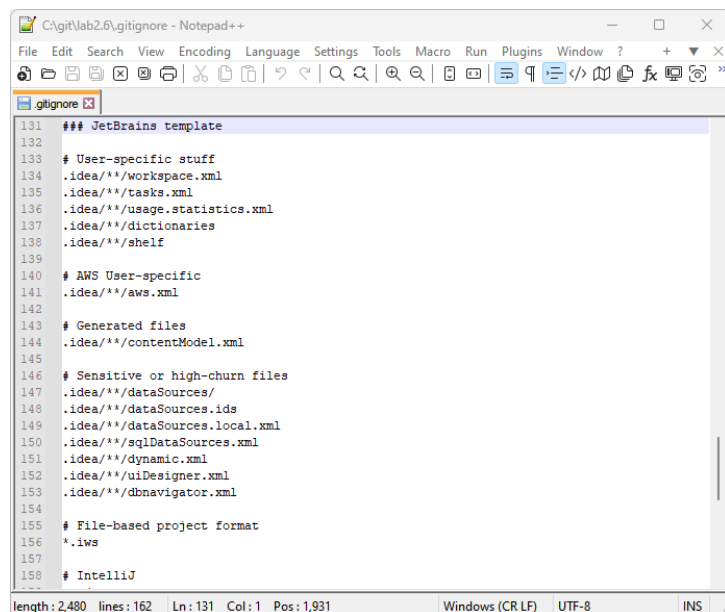 C:\git\lab2.6\.gitignore - Notepad++
File Edit Search View Encoding Language Settings Tools Macro Run Plugins Window ? + ▼ X
.gitignore
131 ### JetBrains template
132
133 # User-specific stuff
134 .idea/**/workspace.xml
135 .idea/**/tasks.xml
136 .idea/**/usage.statistics.xml
137 .idea/**/dictionaries
138 .idea/**/shelf
139
140 # AWS User-specific
141 .idea/**/aws.xml
142
143 # Generated files
144 .idea/**/contentModel.xml
145
146 # Sensitive or high-churn files
147 .idea/**/dataSources/
148 .idea/**/dataSources.ids
149 .idea/**/dataSources.local.xml
150 .idea/**/sqlDataSources.xml
151 .idea/**/dynamic.xml
152 .idea/**/uiDesigner.xml
153 .idea/**/dbnavigator.xml
154
155 # File-based project format
156 *.iws
157
158 # IntelliJ
length : 2,480 lines : 162 Ln : 131 Col : 1 Pos : 1,931 Windows (CR LF) UTF-8 INS